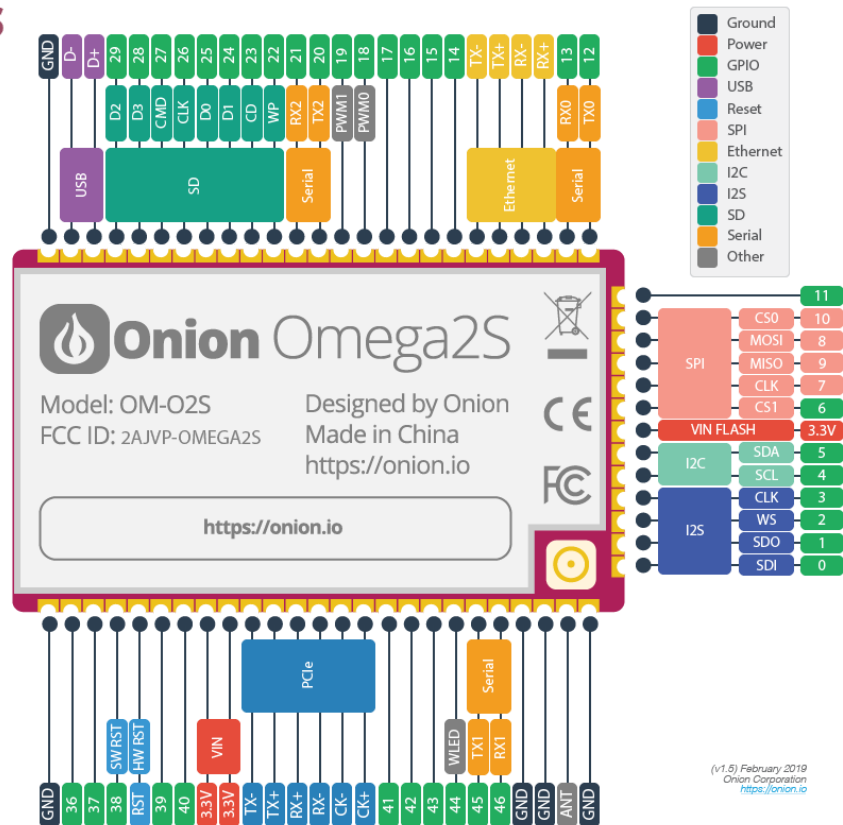 S
GND D- D+ 29 28 27 26 25 24 23 22 21 20 19 18 17 16 15 14 TX- TX+ RX- RX+ 13 12
D2 D3 CMD CLK D0 D1 CD WP RX2 TX2 PWM1 PWM0 RX0 TX0
USB SD Serial Ethernet Serial
Ground
Power
GPIO
USB
Reset
SPI
Ethernet
I2C
I2S
SD
Serial
Other
Onion Omega2S
Model: OM-O2S
FCC ID: 2AJVP-OMEGA2S
Designed by Onion
Made in China
https://onion.io
CE
FC
https://onion.io
11
SPI
CS0 10
MOSI 8
MISO 9
CLK 7
CS1 6
VIN FLASH 3.3V
I2C
SDA 5
SCL 4
I2S
CLK 3
WS 2
SDO 1
SDI 0
PCIe Serial
SW RST HW RST VIN WLED TX1 RX1
GND 36 37 38 RST 39 40 3.3V 3.3V TX- TX+ RX+ RX- CK- CK+ 41 42 43 44 45 46 GND GND ANT GND
(v1.5) February 2019
Onion Corporation
https://onion.io